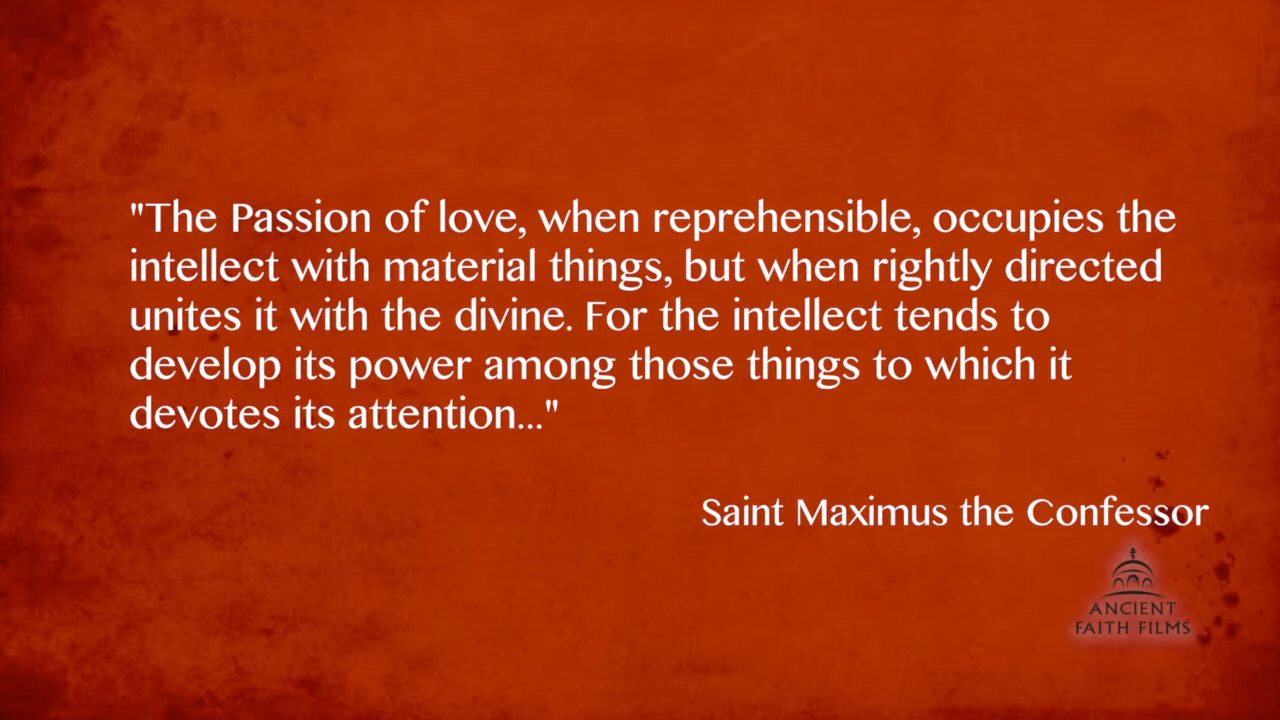 "The Passion of love, when reprehensible, occupies the
intellect with material things, but when rightly directed
unites it with the divine. For the intellect tends to
develop its power among those things to which it
devotes its attention..."
Saint Maximus the Confessor
ANCIENT
FAITH FILMS